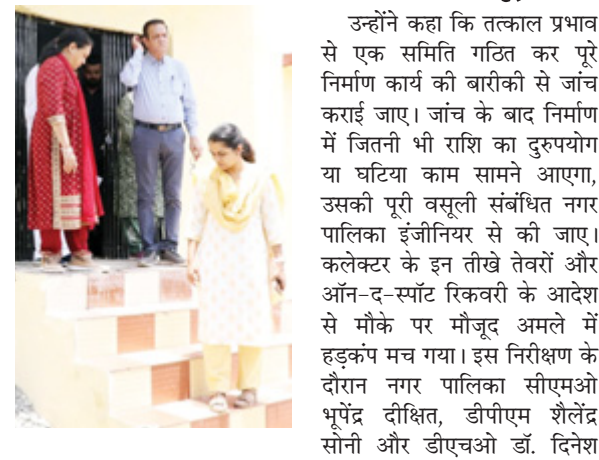 उन्होंने कहा कि तत्काल प्रभाव
से एक समिति गठित कर पूरे
निर्माण कार्य की बारीकी से जांच
कराई जाए। जांच के बाद निर्माण
में जितनी भी राशि का दुरुपयोग
या घटिया काम सामने आएगा,
उसकी पूरी वसूली संबंधित नगर
पालिका इंजीनियर से की जाए।
कलेक्टर के इन तीखे तेवरों और
ऑन-द-स्पॉट रिकवरी के आदेश
से मौके पर मौजूद अमले में
हड़कंप मच गया। इस निरीक्षण के
दौरान नगर पालिका सीएमओ
भूपेंद्र दीक्षित, डीपीएम शैलेंद्र
सोनी और डीएचओ डॉ. दिनेश